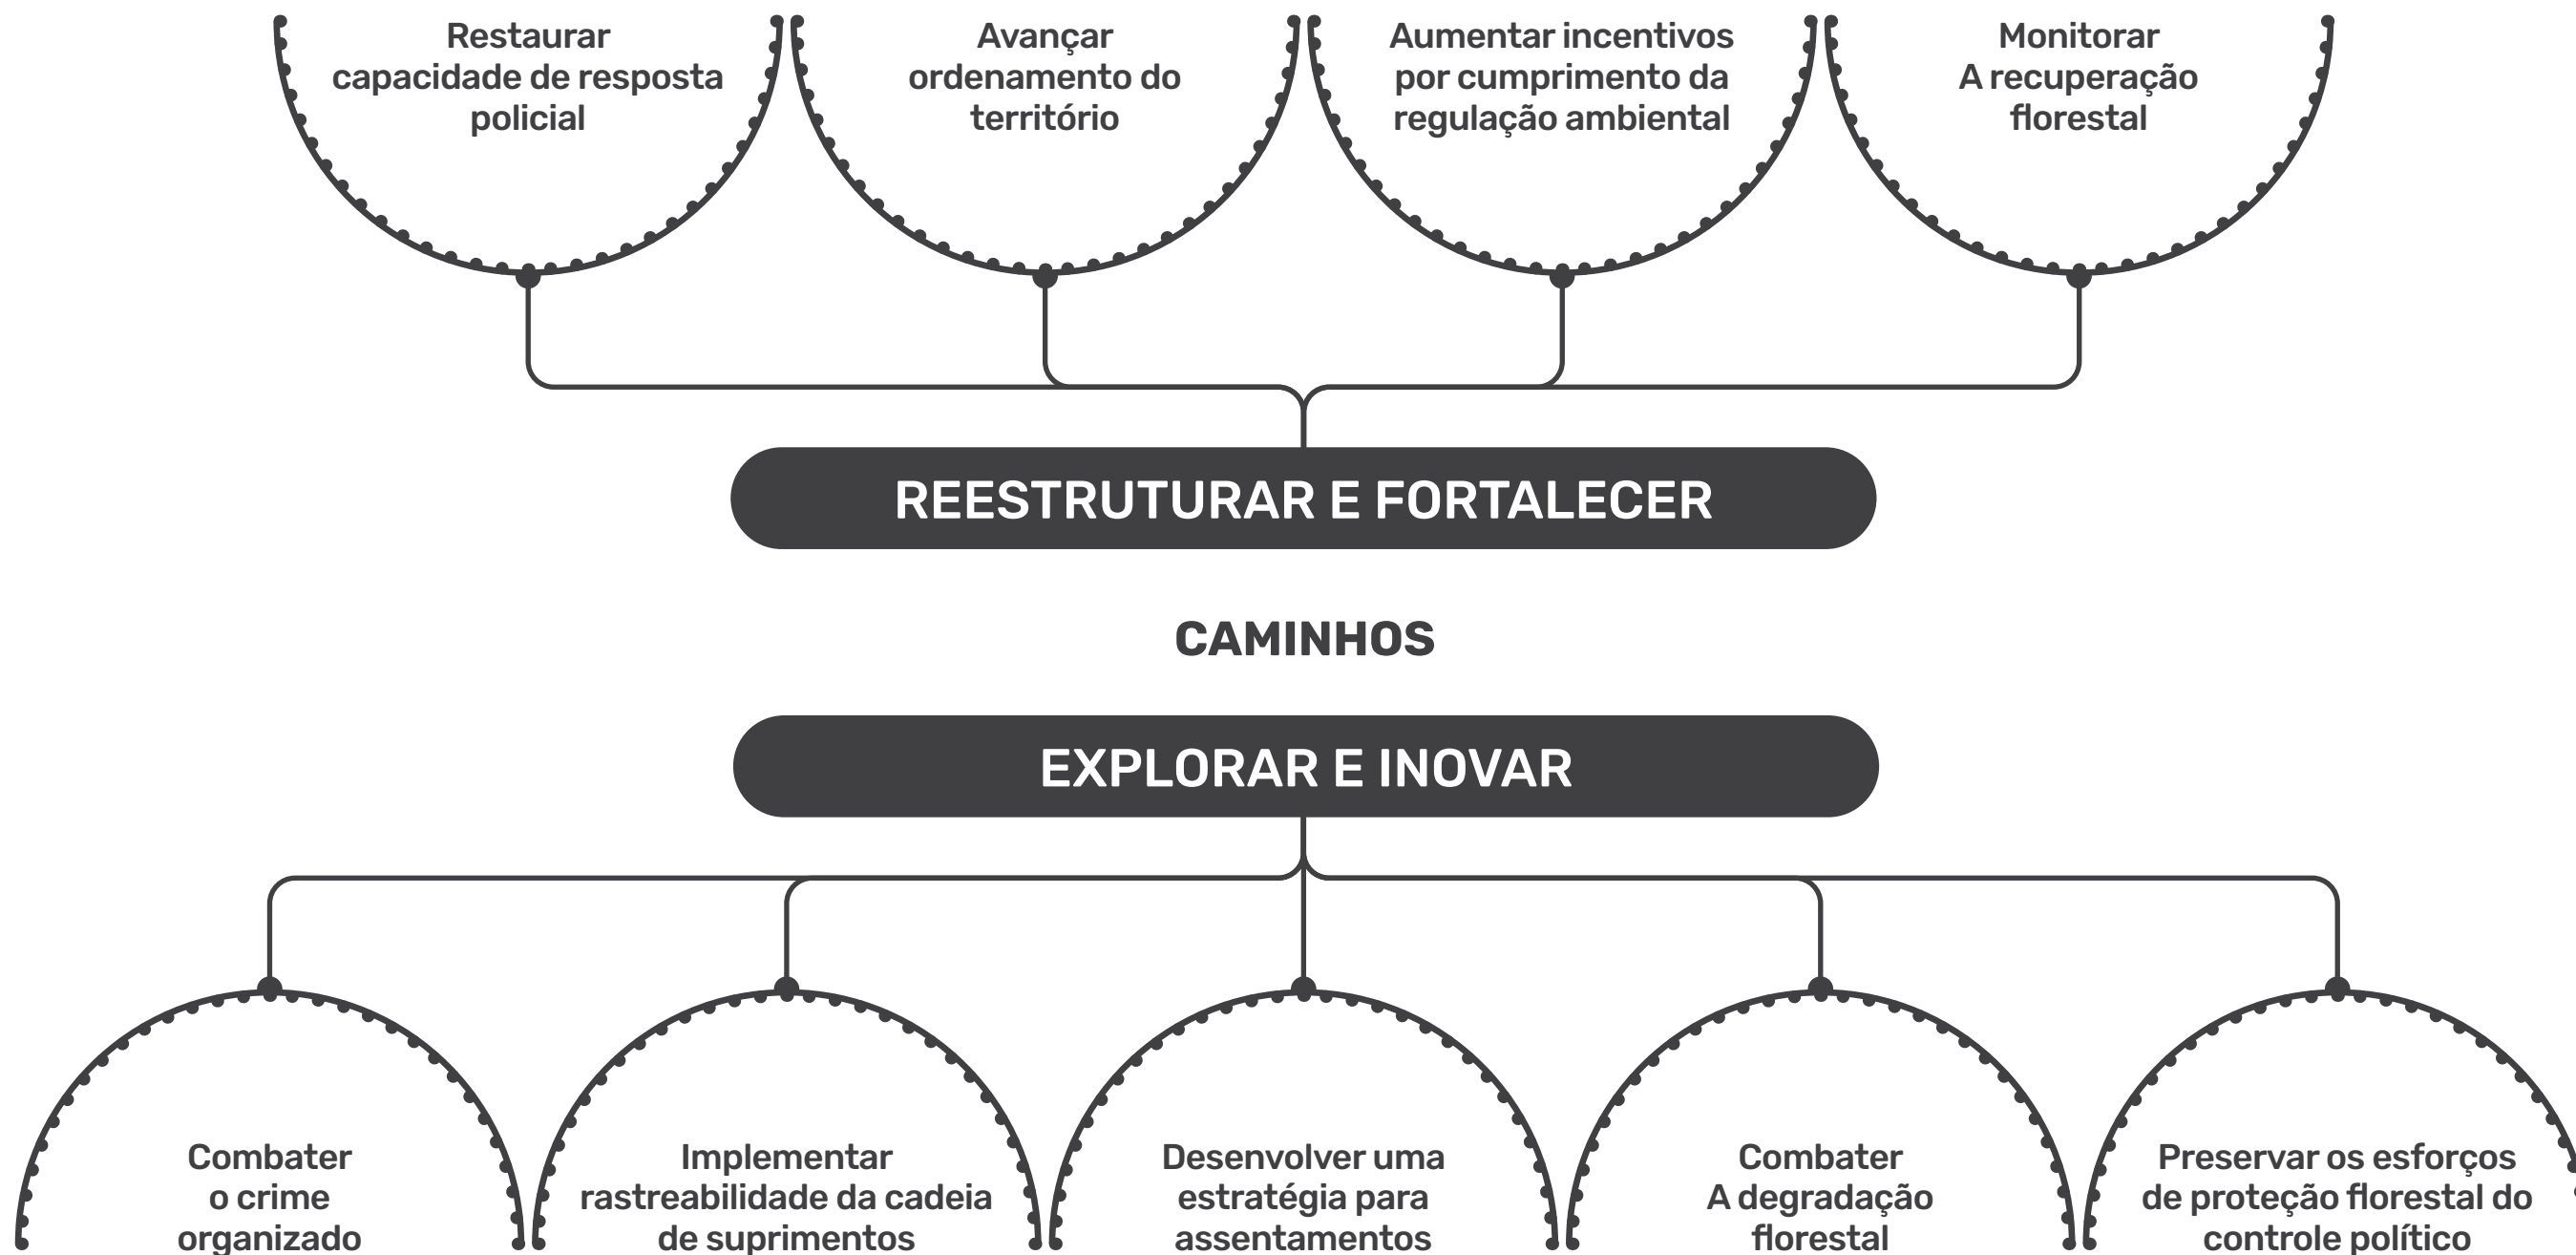 Restaurar
capacidade de resposta
policial
Avançar
ordenamento do
território
Aumentar incentivos
por cumprimento da
regulação ambiental
Monitorar
A recuperação
florestal
REESTRUTURAR E FORTALECER
CAMINHOS
EXPLORAR E INOVAR
Combater
o crime
organizado
Implementar
rastreabilidade da cadeia
de suprimentos
Desenvolver uma
estratégia para
assentamentos
Combater
A degradação
florestal
Preservar os esforços
de proteção florestal do
controle político